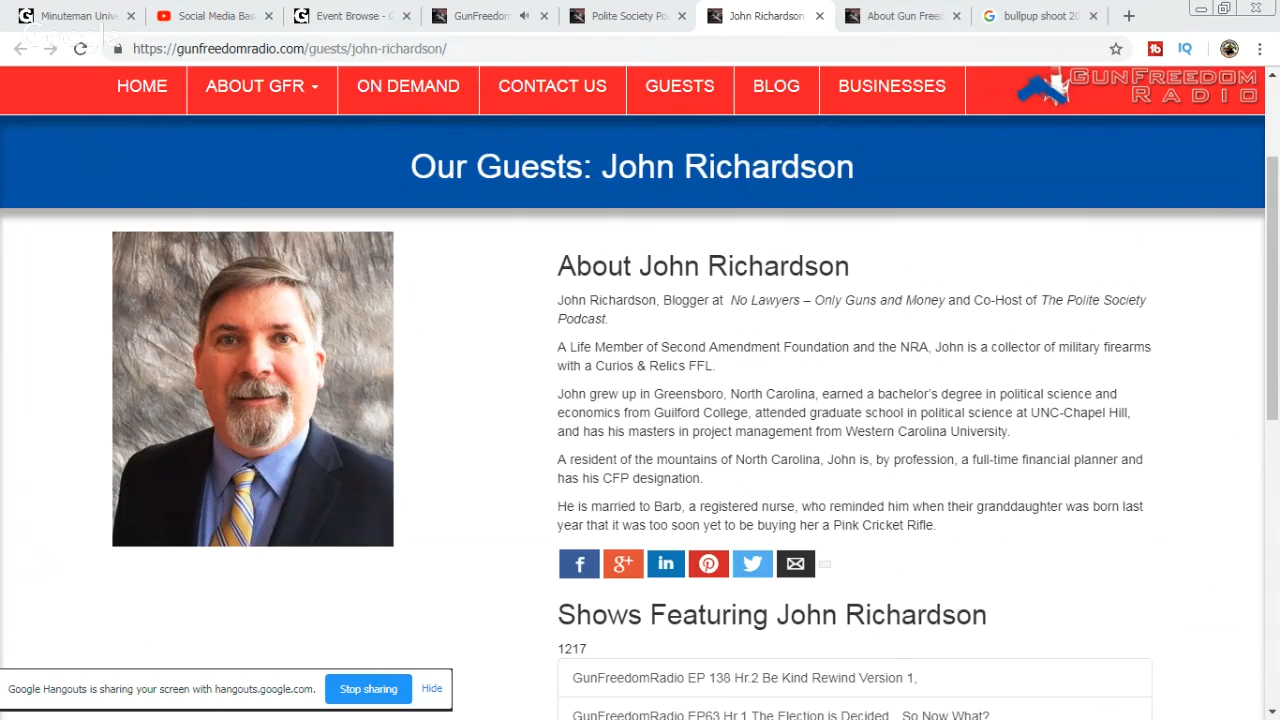 Minuteman Unive
Social Media Bas
Event Browse - G
GunFreedom
Polite Society Po
John Richardson
About Gun Free
bullpup shoot 20
Google
https://gunfreedomradio.com/guests/john-richardson/
HOME
ABOUT GFR
ON DEMAND
CONTACT US
GUESTS
BLOG
BUSINESSES
GUNFREEDOM
RADIO
Our Guests: John Richardson
About John Richardson
John Richardson, Blogger at No Lawyers – Only Guns and Money and Co-Host of The Polite Society
Podcast.
A Life Member of Second Amendment Foundation and the NRA, John is a collector of military firearms
with a Curios & Relics FFL.
John grew up in Greensboro, North Carolina, earned a bachelor's degree in political science and
economics from Guilford College, attended graduate school in political science at UNC-Chapel Hill,
and has his masters in project management from Western Carolina University.
A resident of the mountains of North Carolina, John is, by profession, a full-time financial planner and
has his CFP designation.
He is married to Barb, a registered nurse, who reminded him when their granddaughter was born last
year that it was too soon yet to be buying her a Pink Cricket Rifle.
Shows Featuring John Richardson
1217
GunFreedomRadio EP 138 Hr.2 Be Kind Rewind Version 1,
GunFreedomRadio EP63 Hr.1 The Election is Decided... So Now What?
Google Hangouts is sharing your screen with hangouts.google.com.
Stop sharing
Hide